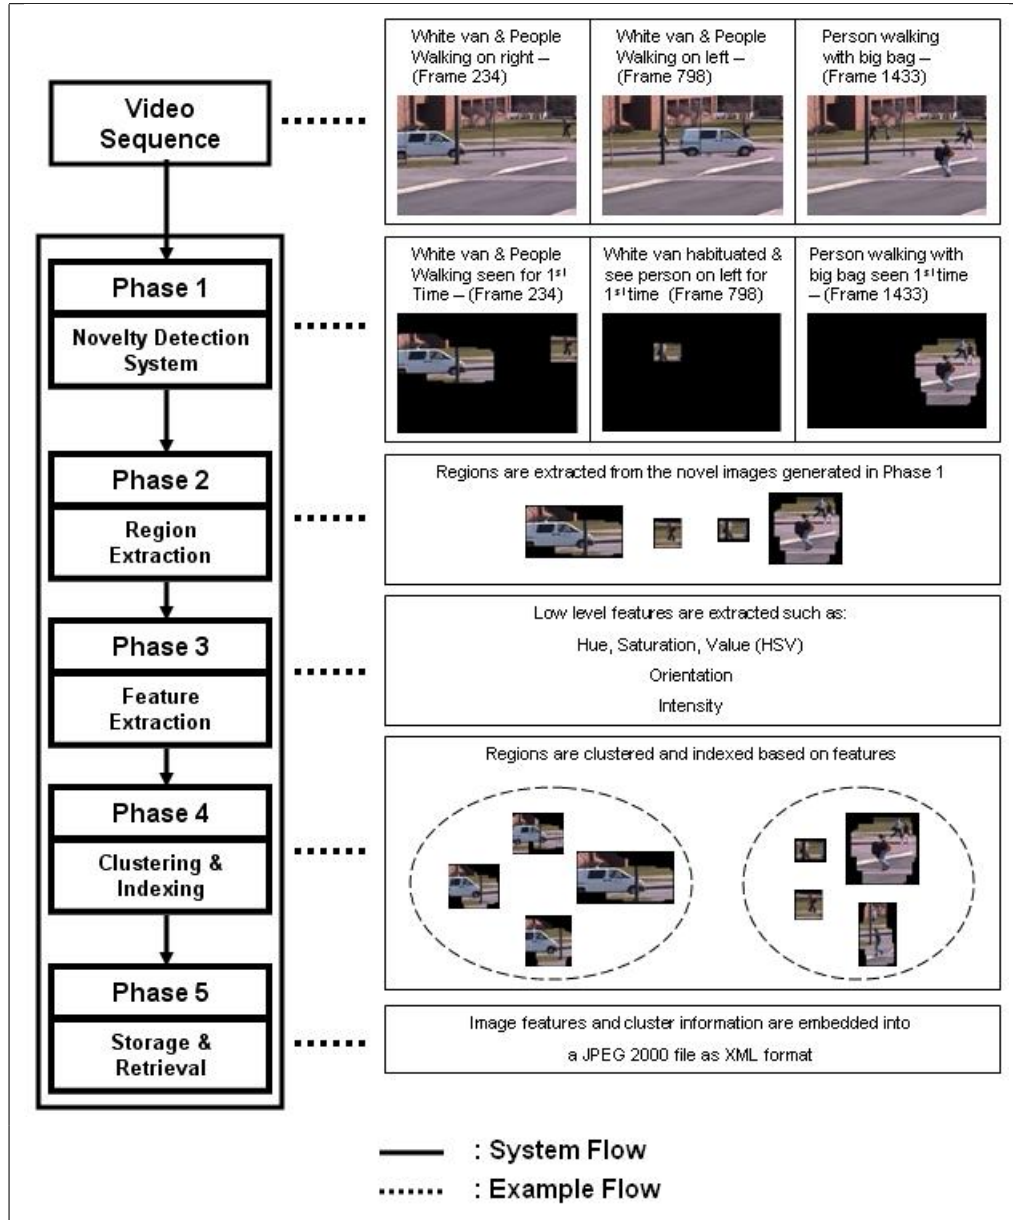 Video
Sequence
White van & People
Walking on right –
(Frame 234)
White van & People
Walking on left –
(Frame 798)
Person walking
with big bag –
(Frame 1433)
Phase 1
Novelty Detection
System
White van & People
Walking seen for 1st
Time – (Frame 234)
White van habituated &
see person on left for
1st time (Frame 798)
Person walking with
big bag seen 1st time
– (Frame 1433)
Phase 2
Region
Extraction
Regions are extracted from the novel images generated in Phase 1
Phase 3
Feature
Extraction
Low level features are extracted such as:
Hue, Saturation, Value (HSV)
Orientation
Intensity
Phase 4
Clustering &
Indexing
Regions are clustered and indexed based on features
Phase 5
Storage &
Retrieval
Image features and cluster information are embedded into
a JPEG 2000 file as XML format
: System Flow
: Example Flow